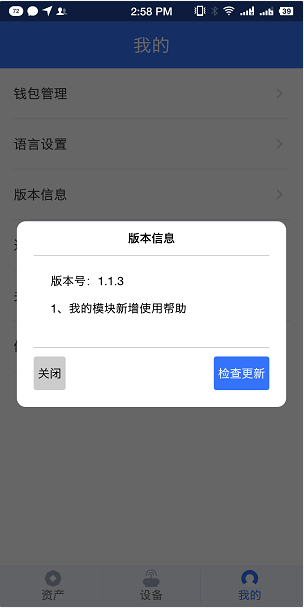 72
2:58 PM
39
我的
钱包管理
语言设置
版本信息
版本信息
版本号：1.1.3
1、我的模块新增使用帮助
关闭
检查更新
资产
设备
我的